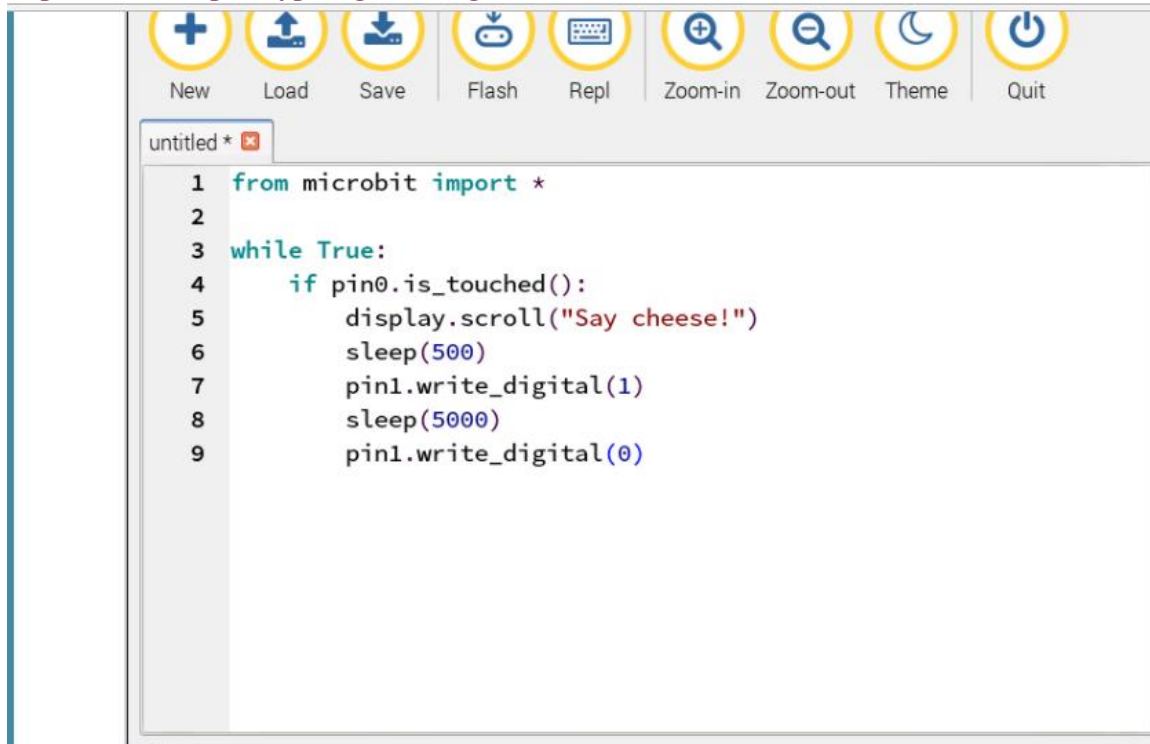 New Load Save Flash Repl Zoom-in Zoom-out Theme Quit
untitled *
1 from microbit import *
2
3 while True:
4     if pin0.is_touched():
5         display.scroll("Say cheese!")
6         sleep(500)
7         pin1.write_digital(1)
8         sleep(5000)
9         pin1.write_digital(0)